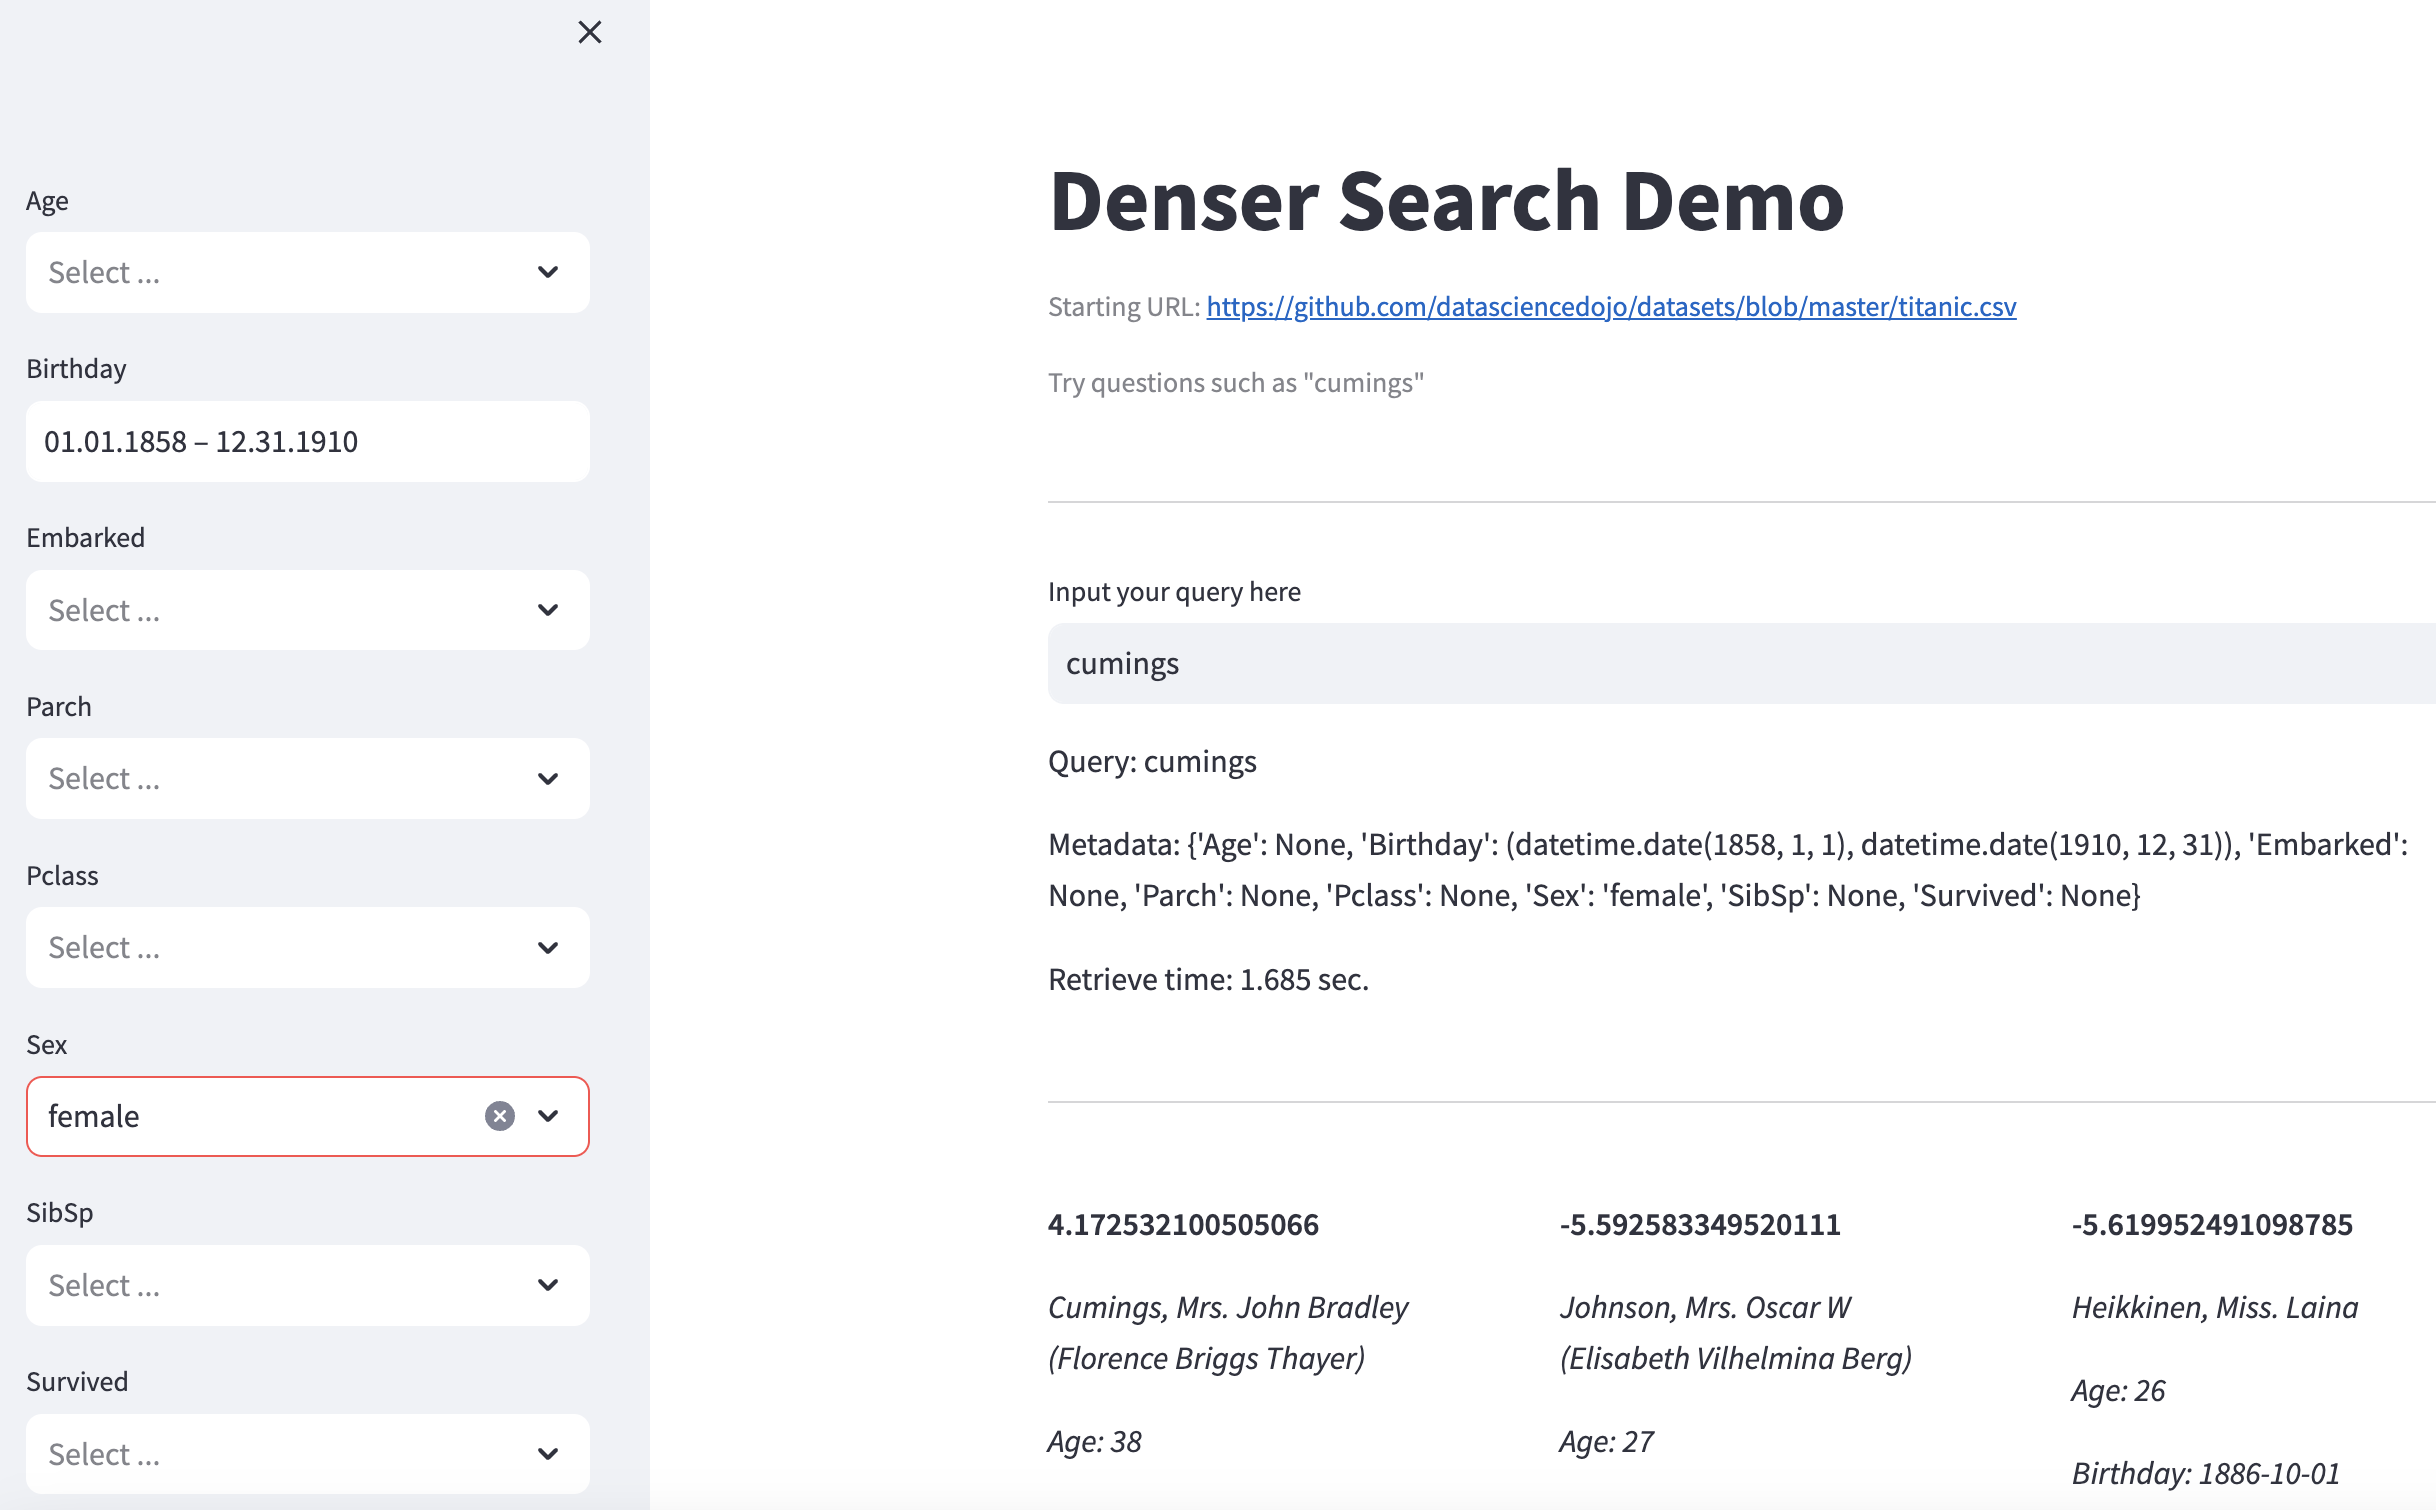 Age
Select ...
Birthday
01.01.1858 – 12.31.1910
Embarked
Select ...
Parch
Select ...
Pclass
Select ...
Sex
female
SibSp
Select ...
Survived
Select ...
Denser Search Demo
Starting URL: https://github.com/datasciencedojo/datasets/blob/master/titanic.csv
Try questions such as "cumings"
Input your query here
cumings
Query: cumings
Metadata: {'Age': None, 'Birthday': (datetime.date(1858, 1, 1), datetime.date(1910, 12, 31)), 'Embarked':
None, 'Parch': None, 'Pclass': None, 'Sex': 'female', 'SibSp': None, 'Survived': None}
Retrieve time: 1.685 sec.
4.172532100505066
Cumings, Mrs. John Bradley
(Florence Briggs Thayer)
Age: 38
-5.592583349520111
Johnson, Mrs. Oscar W
(Elisabeth Vilhelmina Berg)
Age: 27
-5.619952491098785
Heikkinen, Miss. Laina
Age: 26
Birthday: 1886-10-01